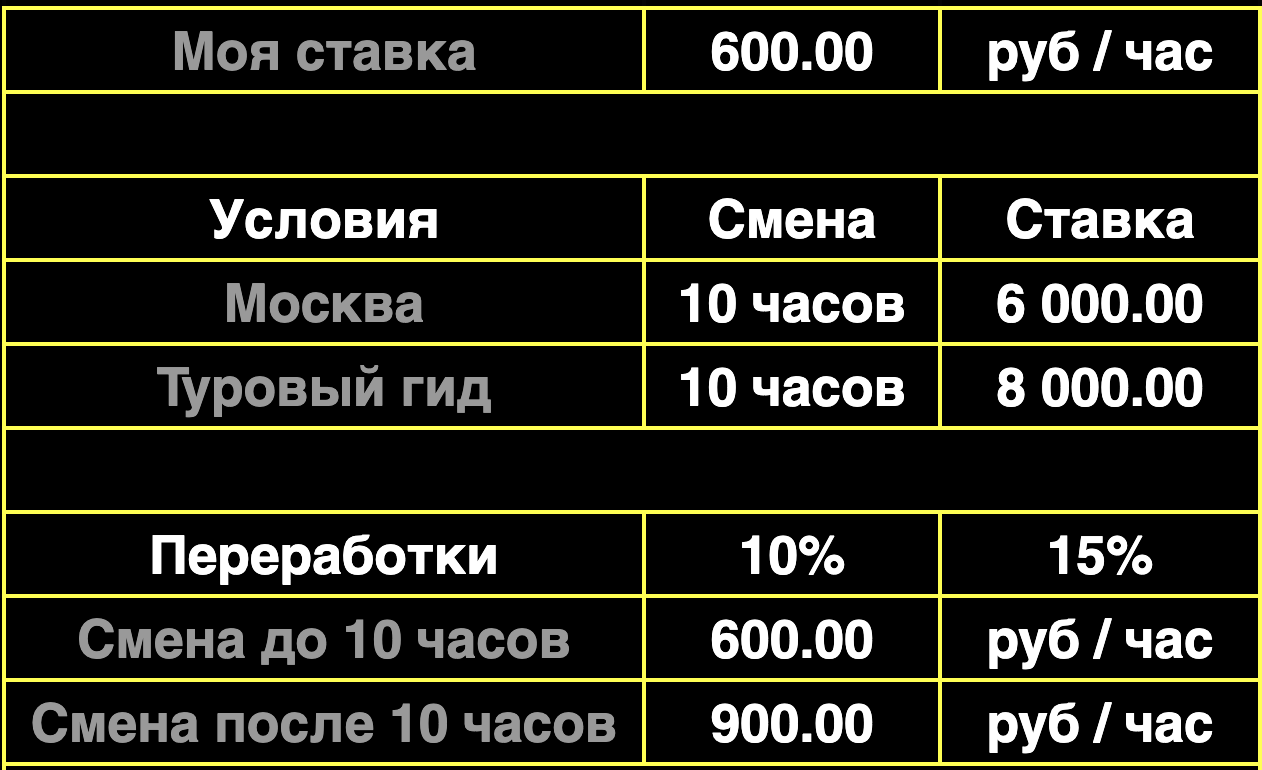 Моя ставка 600.00 руб / час
Условия Смена Ставка
Москва 10 часов 6 000.00
Туровый гид 10 часов 8 000.00
Переработки 10% 15%
Смена до 10 часов 600.00 руб / час
Смена после 10 часов 900.00 руб / час